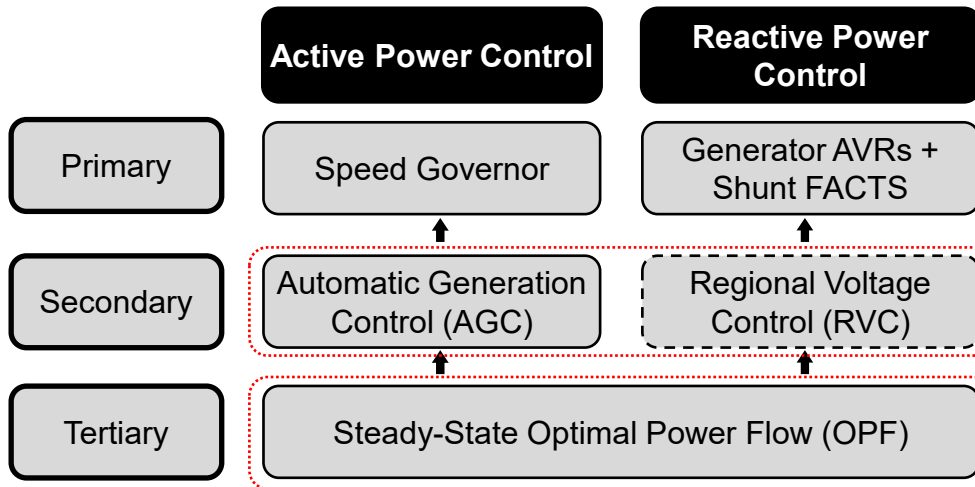 Active Power Control
Reactive Power
Control
Primary
Speed Governor
Generator AVRs +
Shunt FACTS
Secondary
Automatic Generation
Control (AGC)
Regional Voltage
Control (RVC)
Tertiary
Steady-State Optimal Power Flow (OPF)